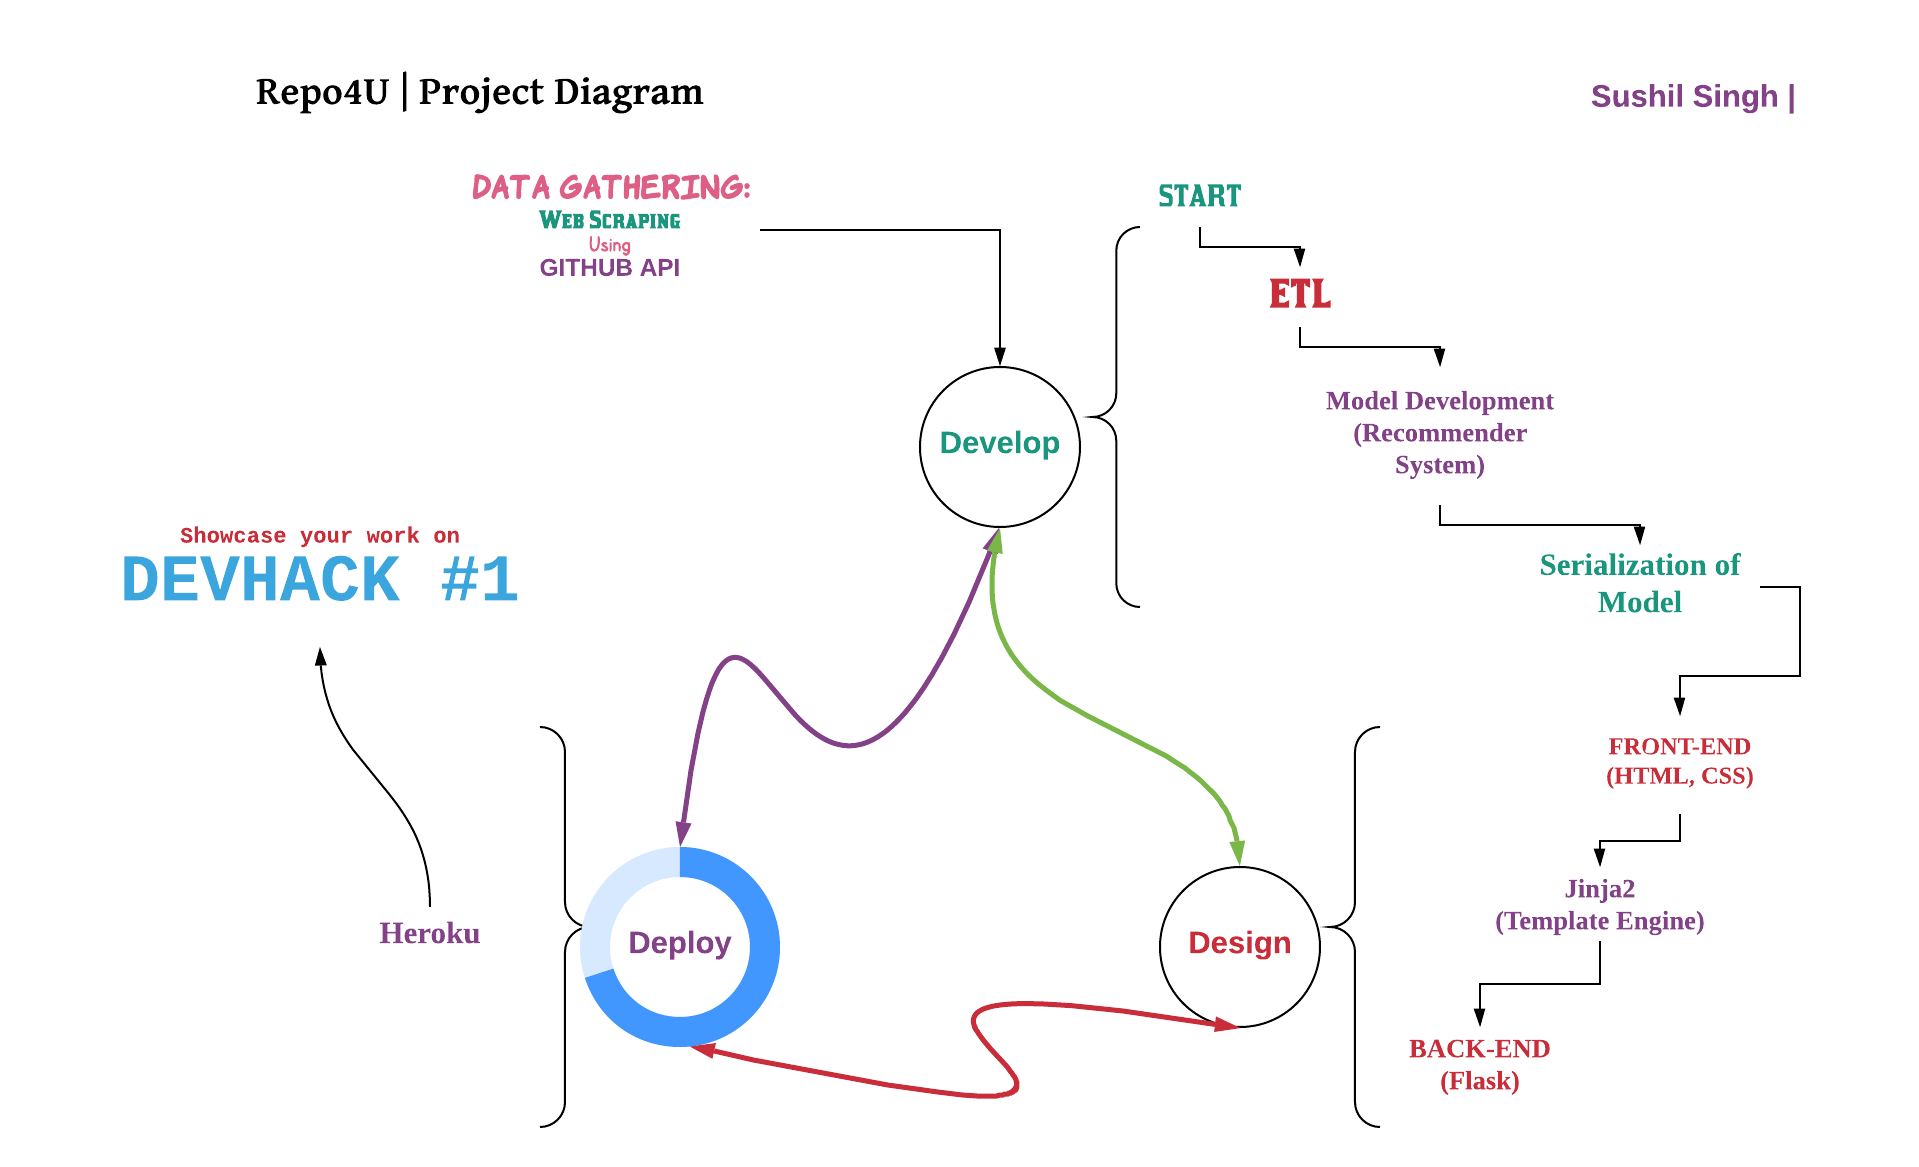 Repo4U | Project Diagram
Sushil Singh |
DATA GATHERING:
WEB SCRAPING
Using
GITHUB API
START
ETL
Model Development
(Recommender
System)
Develop
Showcase your work on
DEVHACK #1
Serialization of
Model
FRONT-END
(HTML, CSS)
Jinja2
(Template Engine)
Heroku
Deploy
Design
BACK-END
(Flask)